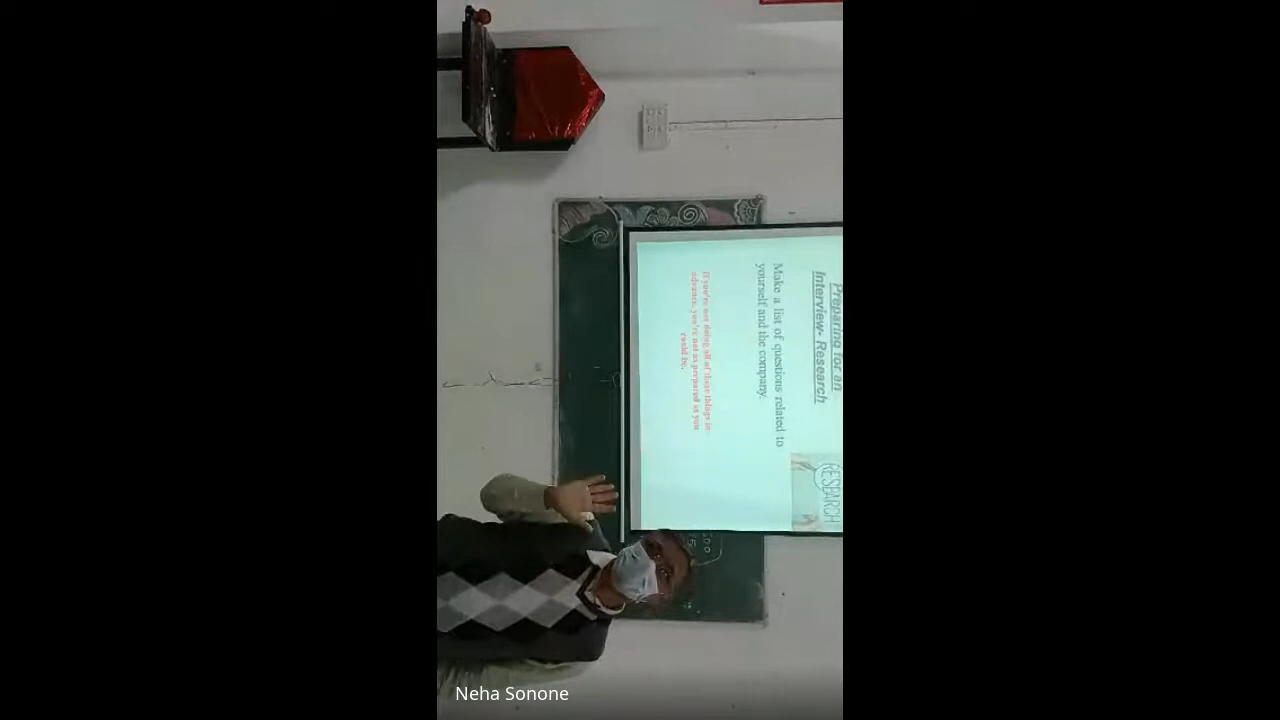 Preparing for an
Interview- Research
Make a list of questions related to
yourself and the company.
If you're not doing all of these things in
advance, you're not as prepared as you
could be.
RESEARCH
Neha Sonone